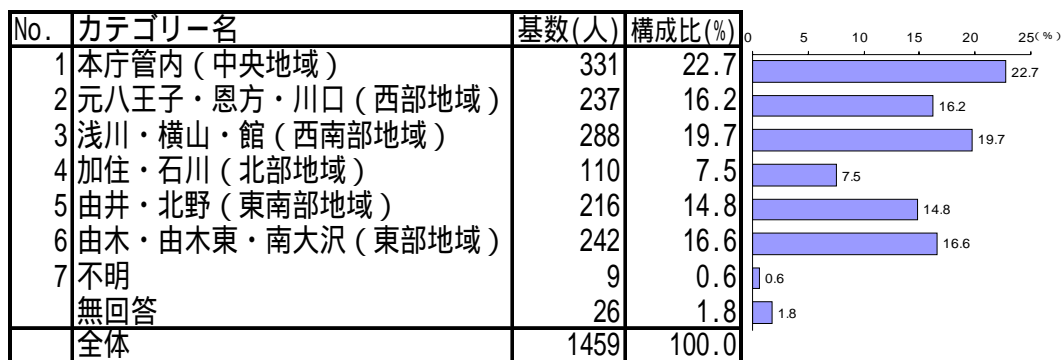 No. カテゴリー名 基数(人) 構成比(%)
0 5 10 15 20 25(%)
1 本庁管内(中央地域) 331 22.7 22.7
2 元八王子・恩方・川口(西部地域) 237 16.2 16.2
3 浅川・横山・館(西南部地域) 288 19.7 19.7
4 加住・石川(北部地域) 110 7.5 7.5
5 由井・北野(東南部地域) 216 14.8 14.8
6 由木・由木東・南大沢(東部地域) 242 16.6 16.6
7 不明 9 0.6 0.6
無回答 26 1.8 1.8
全体 1459 100.0